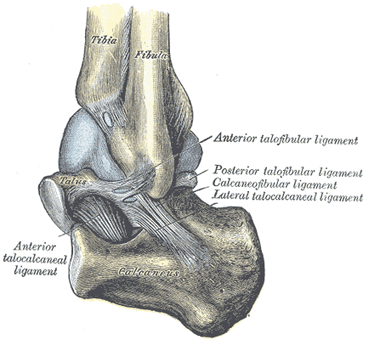 Tibia
Fibula
Anterior talofibular ligament
Posterior talofibular ligament
Calcaneofibular ligament
Lateral talocalcaneal ligament
Talus
Anterior
talocalcaneal
ligament
Calcaneus